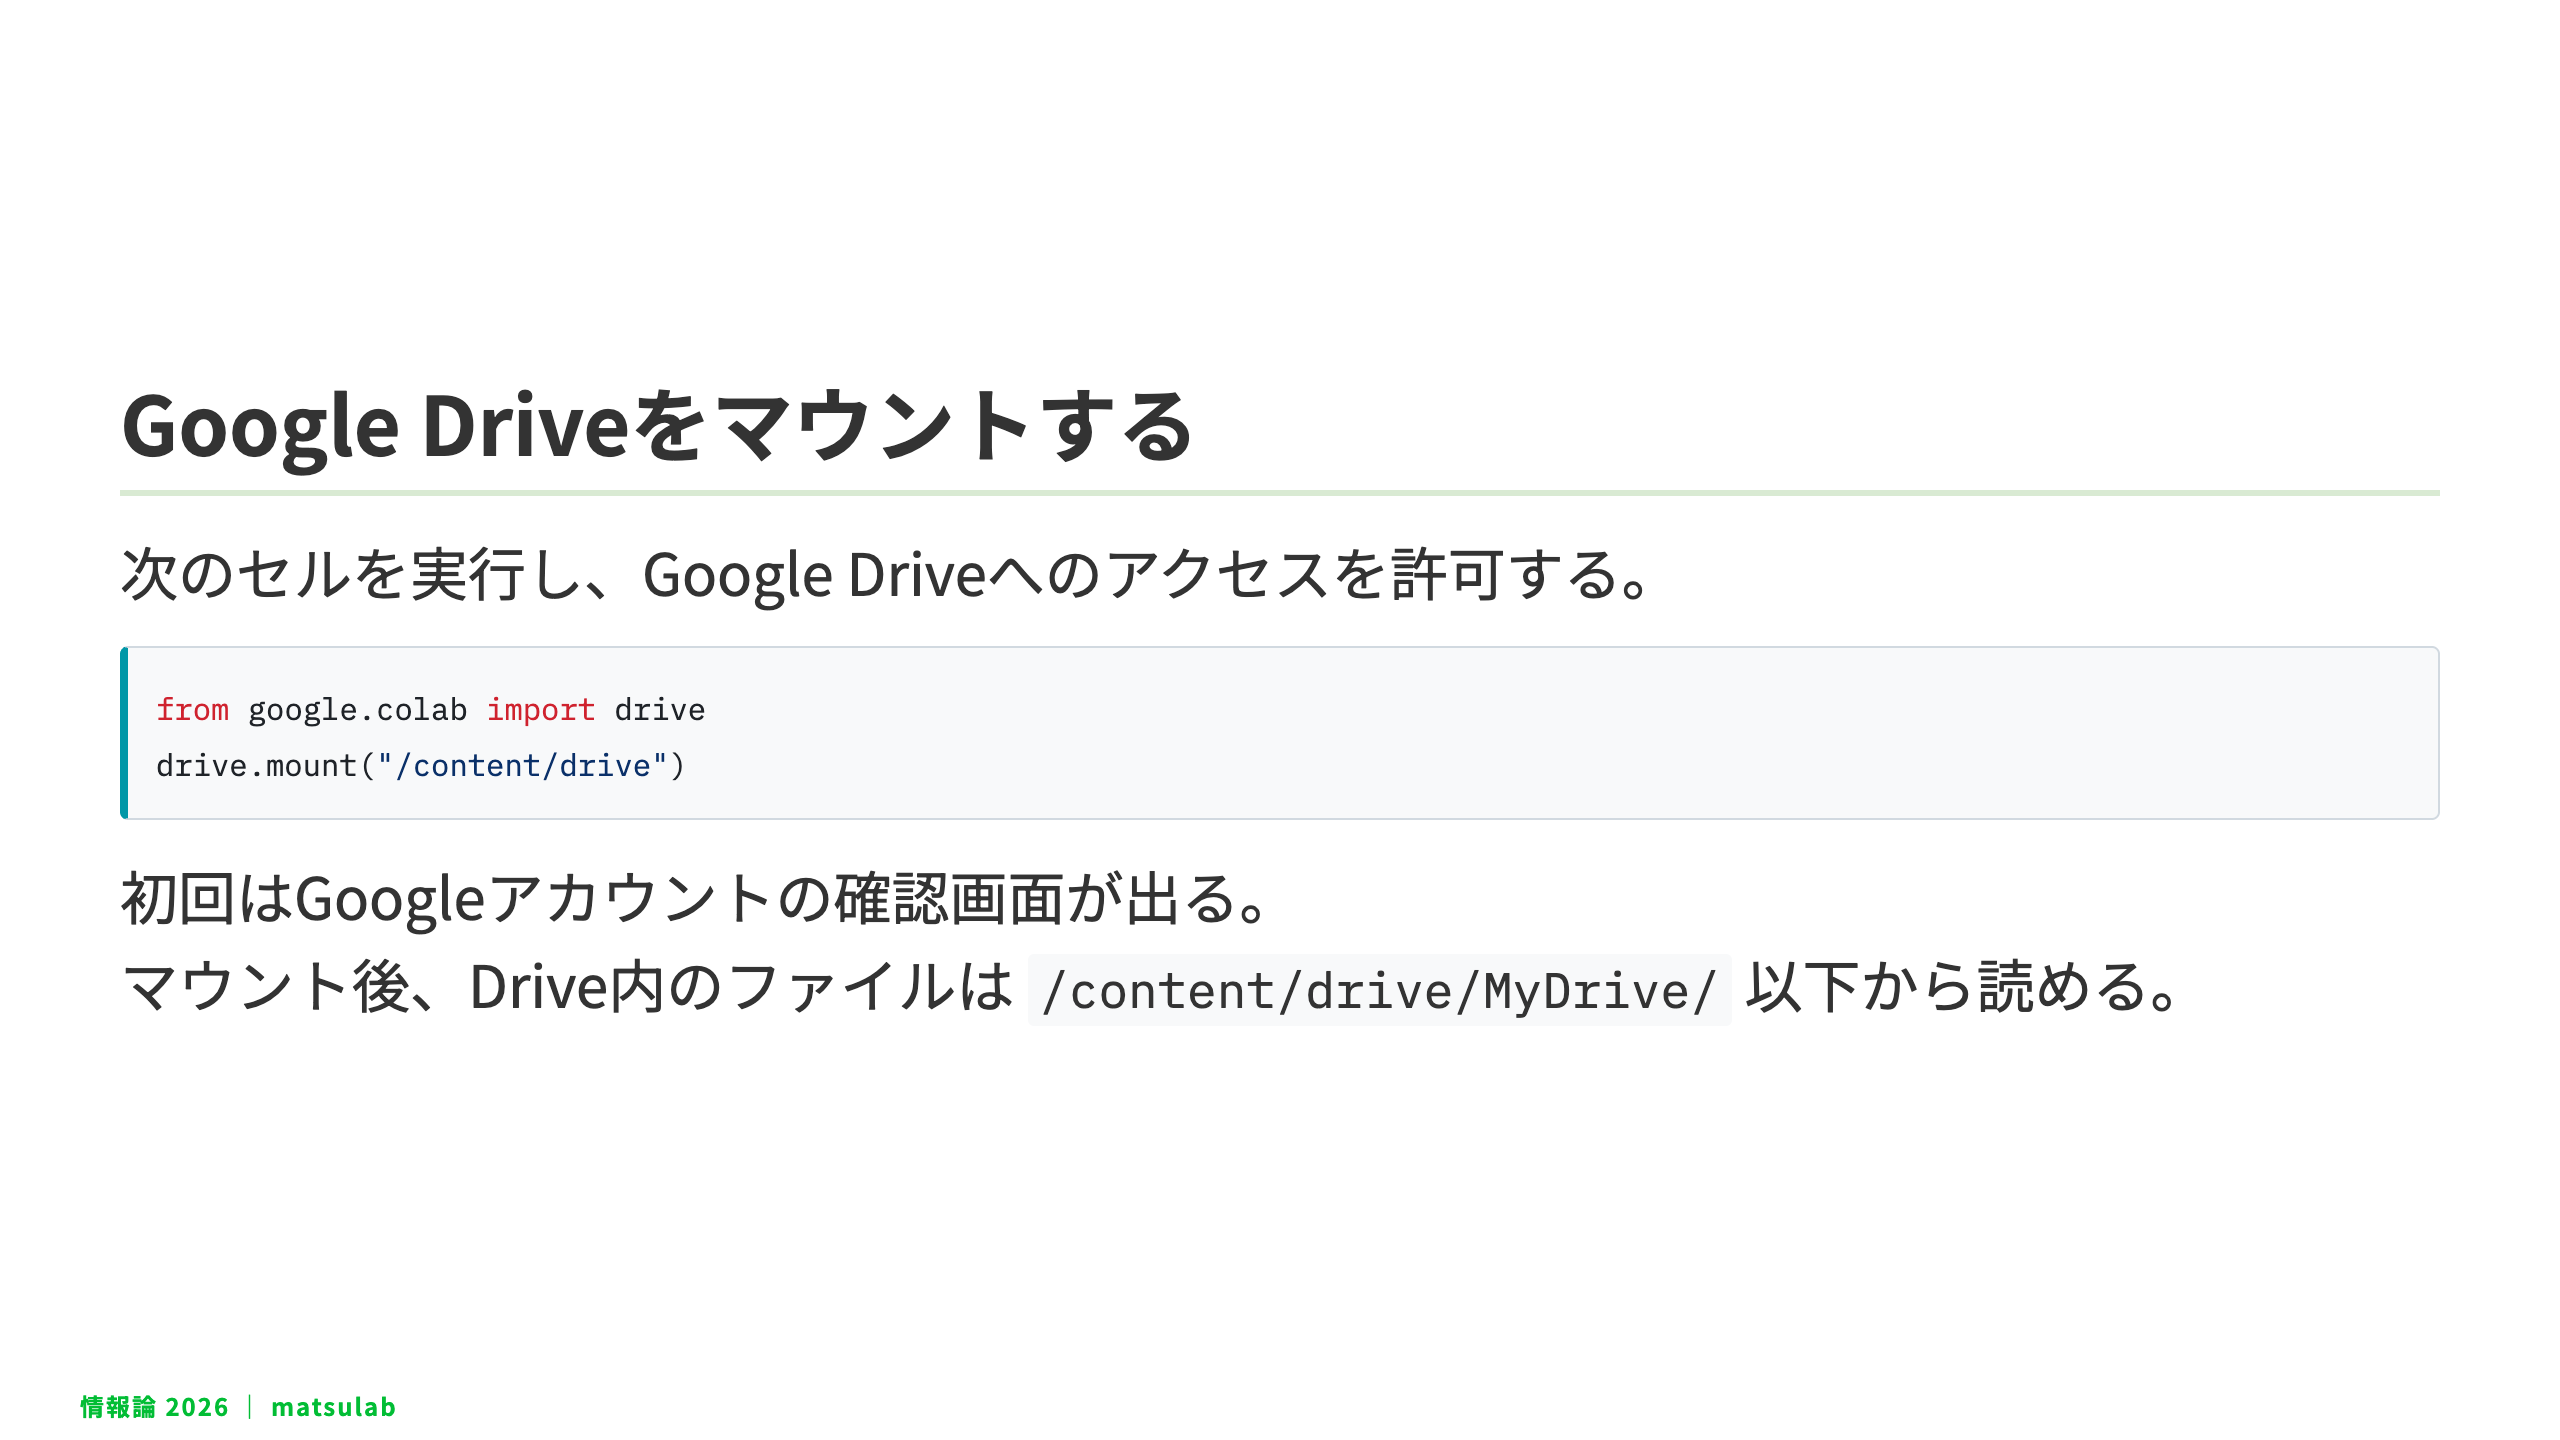 Google Driveをマウントする
次のセルを実行し、Google Driveへのアクセスを許可する。
from google.colab import drive
drive.mount("/content/drive")
初回はGoogleアカウントの確認画面が出る。
マウント後、Drive内のファイルは /content/drive/MyDrive/ 以下から読める。
情報論 2026 | matsulab